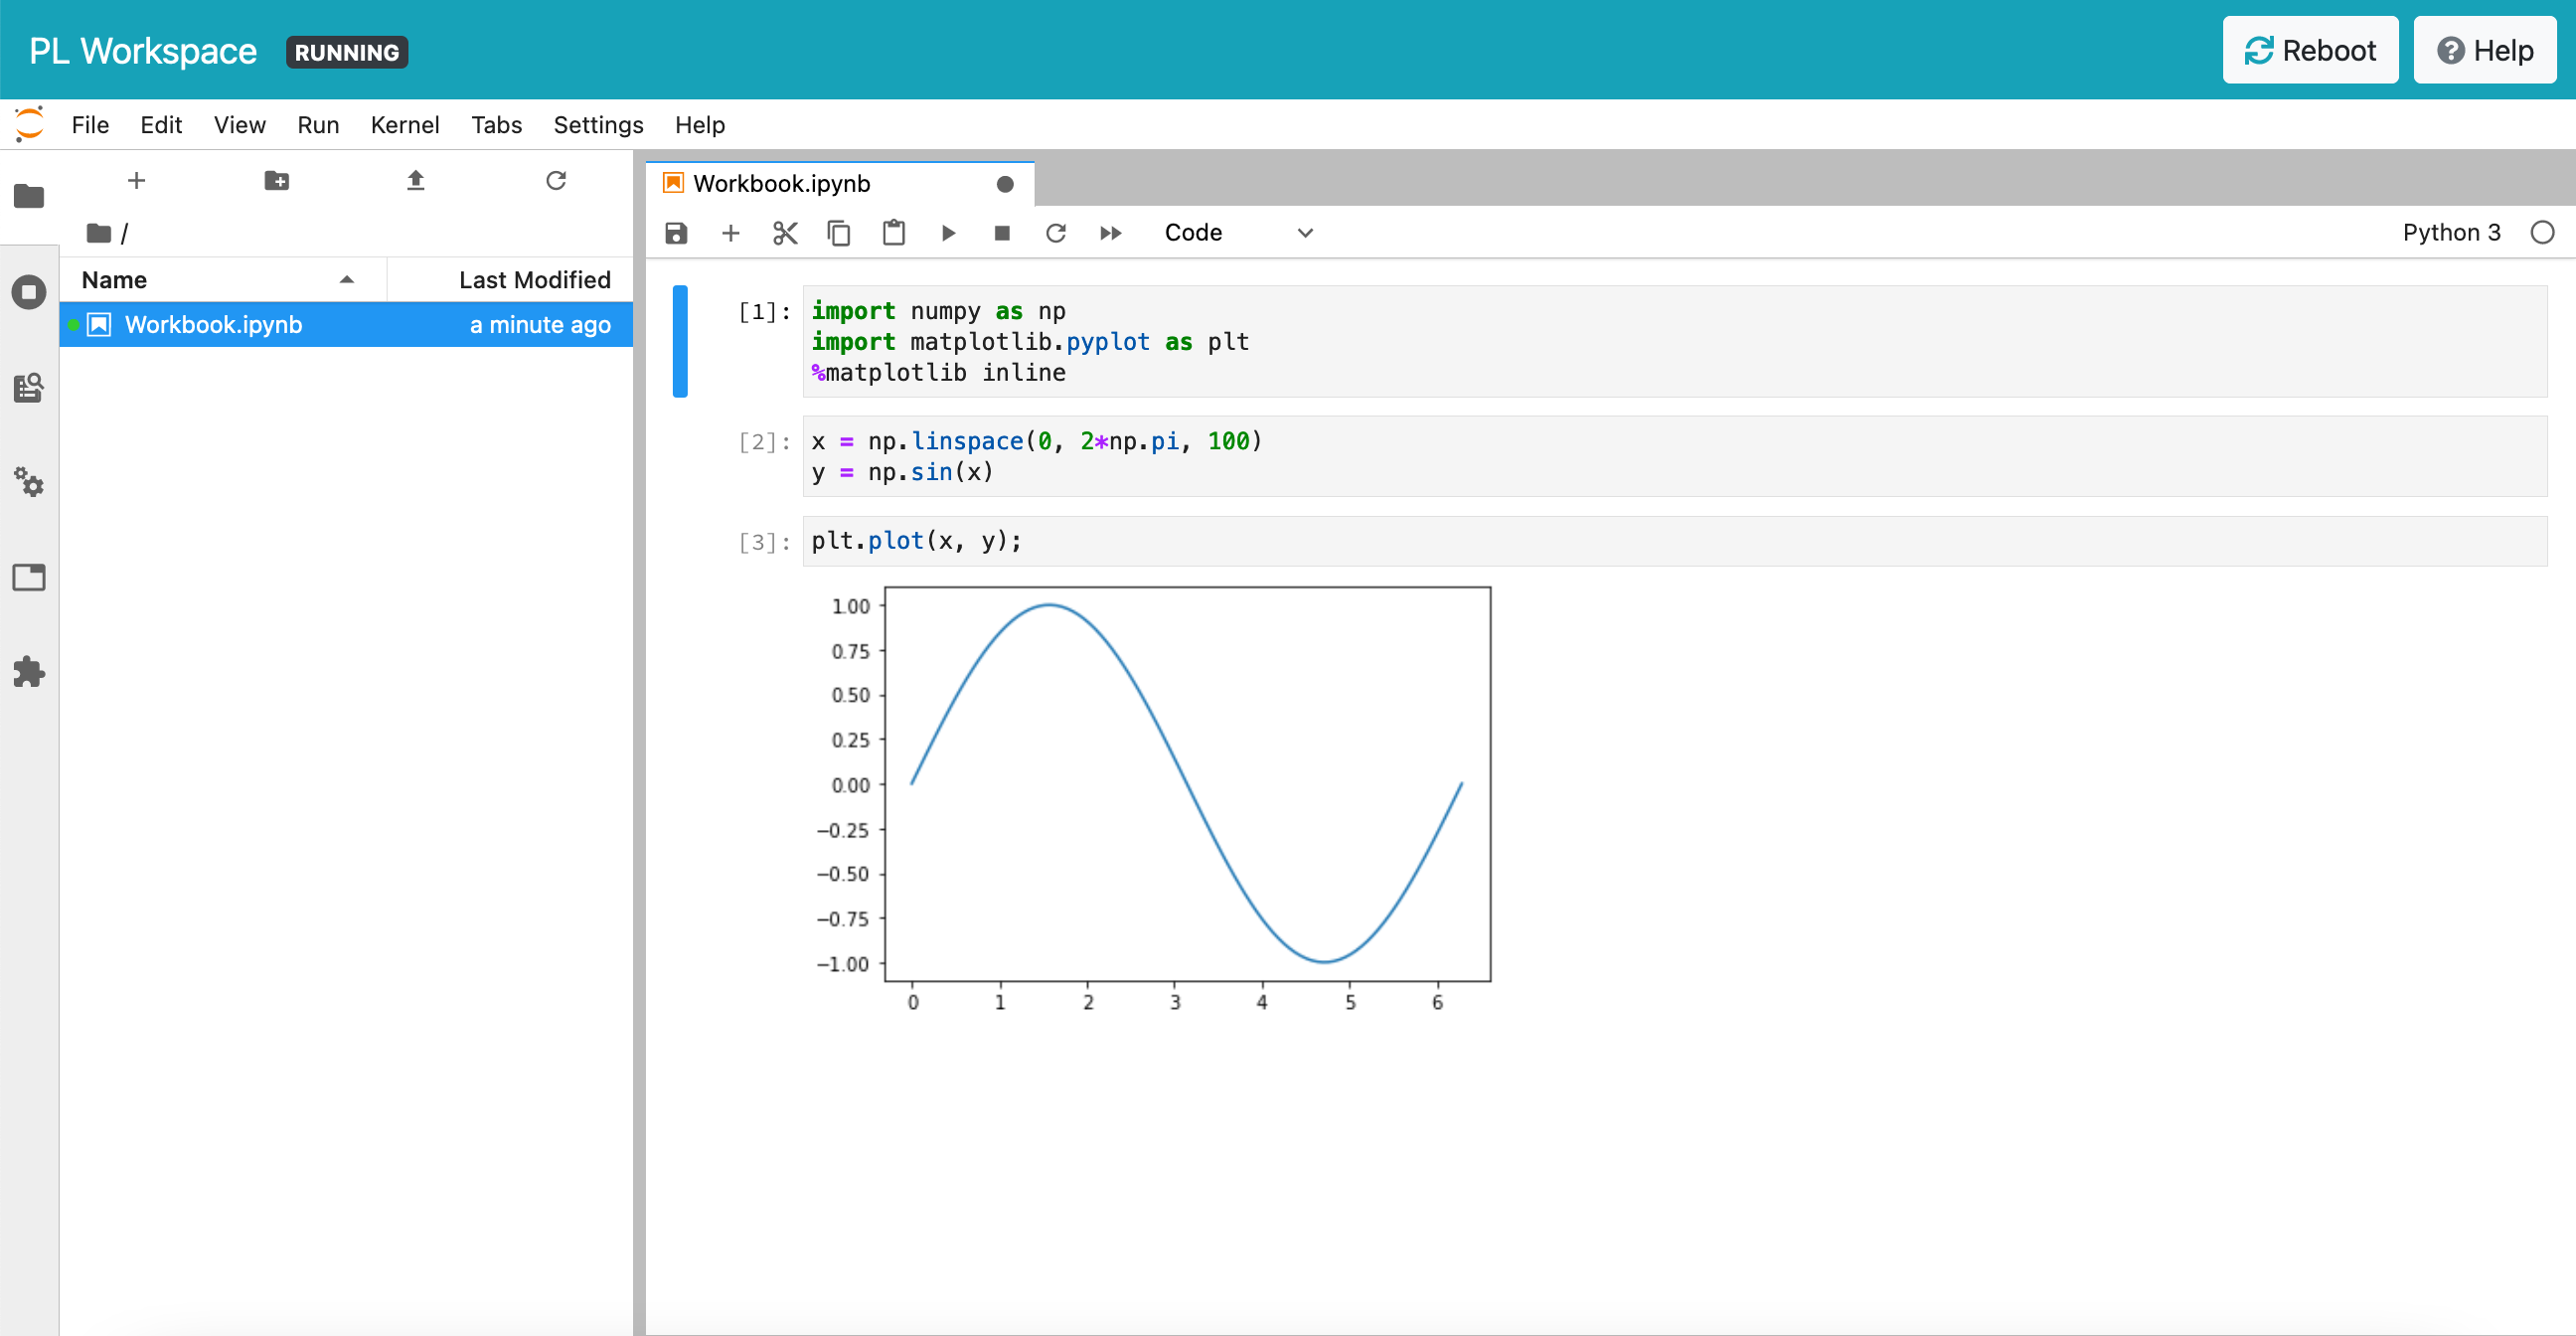 PL Workspace RUNNING Reboot Help
File Edit View Run Kernel Tabs Settings Help
/
Name Last Modified
Workbook.ipynb a minute ago
Workbook.ipynb
Code Python 3
[1]: import numpy as np
import matplotlib.pyplot as plt
%matplotlib inline
[2]: x = np.linspace(0, 2*np.pi, 100)
y = np.sin(x)
[3]: plt.plot(x, y);
1.00
0.75
0.50
0.25
0.00
−0.25
−0.50
−0.75
−1.00
0 1 2 3 4 5 6